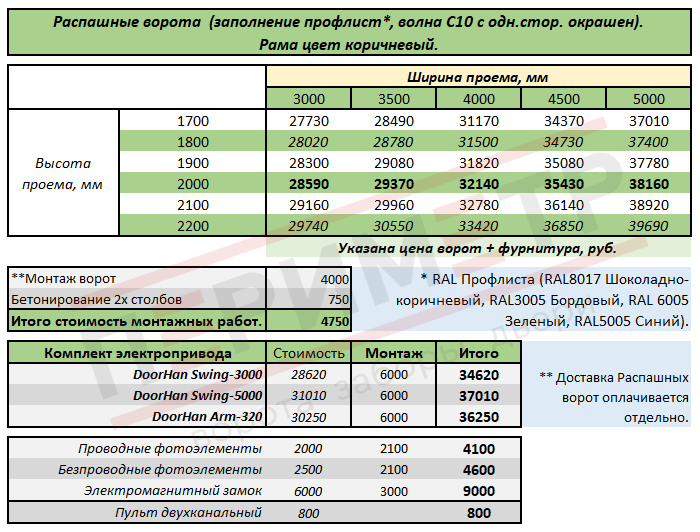 Распашные ворота (заполнение профлист*, волна С10 с одн.стор. окрашен).
Рама цвет коричневый.
Ширина проема, мм
3000 3500 4000 4500 5000
Высота проема, мм
1700 27730 28490 31170 34370 37010
1800 28020 28780 31500 34730 37400
1900 28300 29080 31820 35080 37780
2000 28590 29370 32140 35430 38160
2100 29160 29960 32780 36140 38920
2200 29740 30550 33420 36850 39690
Указана цена ворот + фурнитура, руб.
**Монтаж ворот 4000
Бетонирование 2х столбов 750
Итого стоимость монтажных работ. 4750
* RAL Профлиста (RAL8017 Шоколадно-
коричневый, RAL3005 Бордовый, RAL 6005
Зеленый, RAL5005 Синий).
Комплект электропривода Стоимость Монтаж Итого
DoorHan Swing-3000 28620 6000 34620
DoorHan Swing-5000 31010 6000 37010
DoorHan Arm-320 30250 6000 36250
** Доставка Распашных
ворот оплачивается
отдельно.
Проводные фотоэлементы 2000 2100 4100
Безпроводные фотоэлементы 2500 2100 4600
Электромагнитный замок 6000 3000 9000
Пульт двухканальный 800 800
ПЕРИМЕТР
ворота заборы двери